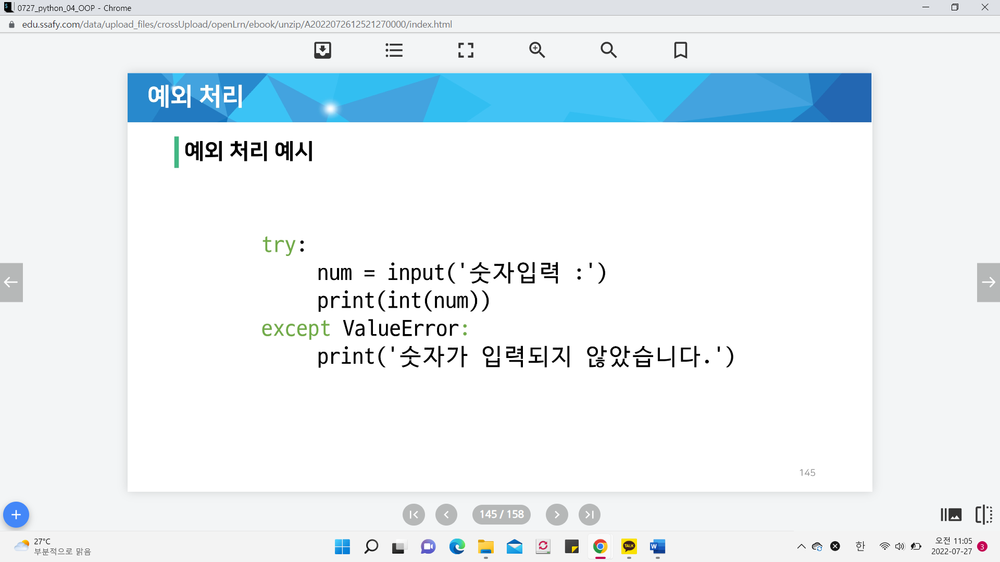 0727_python_04_OOP - Chrome
edu.ssafy.com/data/upload_files/crossUpload/openLrn/ebook/unzip/A2022072612521270000/index.html
예외 처리
예외 처리 예시
try:
num = input('숫자입력 :')
print(int(num))
except ValueError:
print('숫자가 입력되지 않았습니다.')
145
145 / 158
27°C
부분적으로 맑음
TALK
W
한
오전 11:05
2022-07-27
3